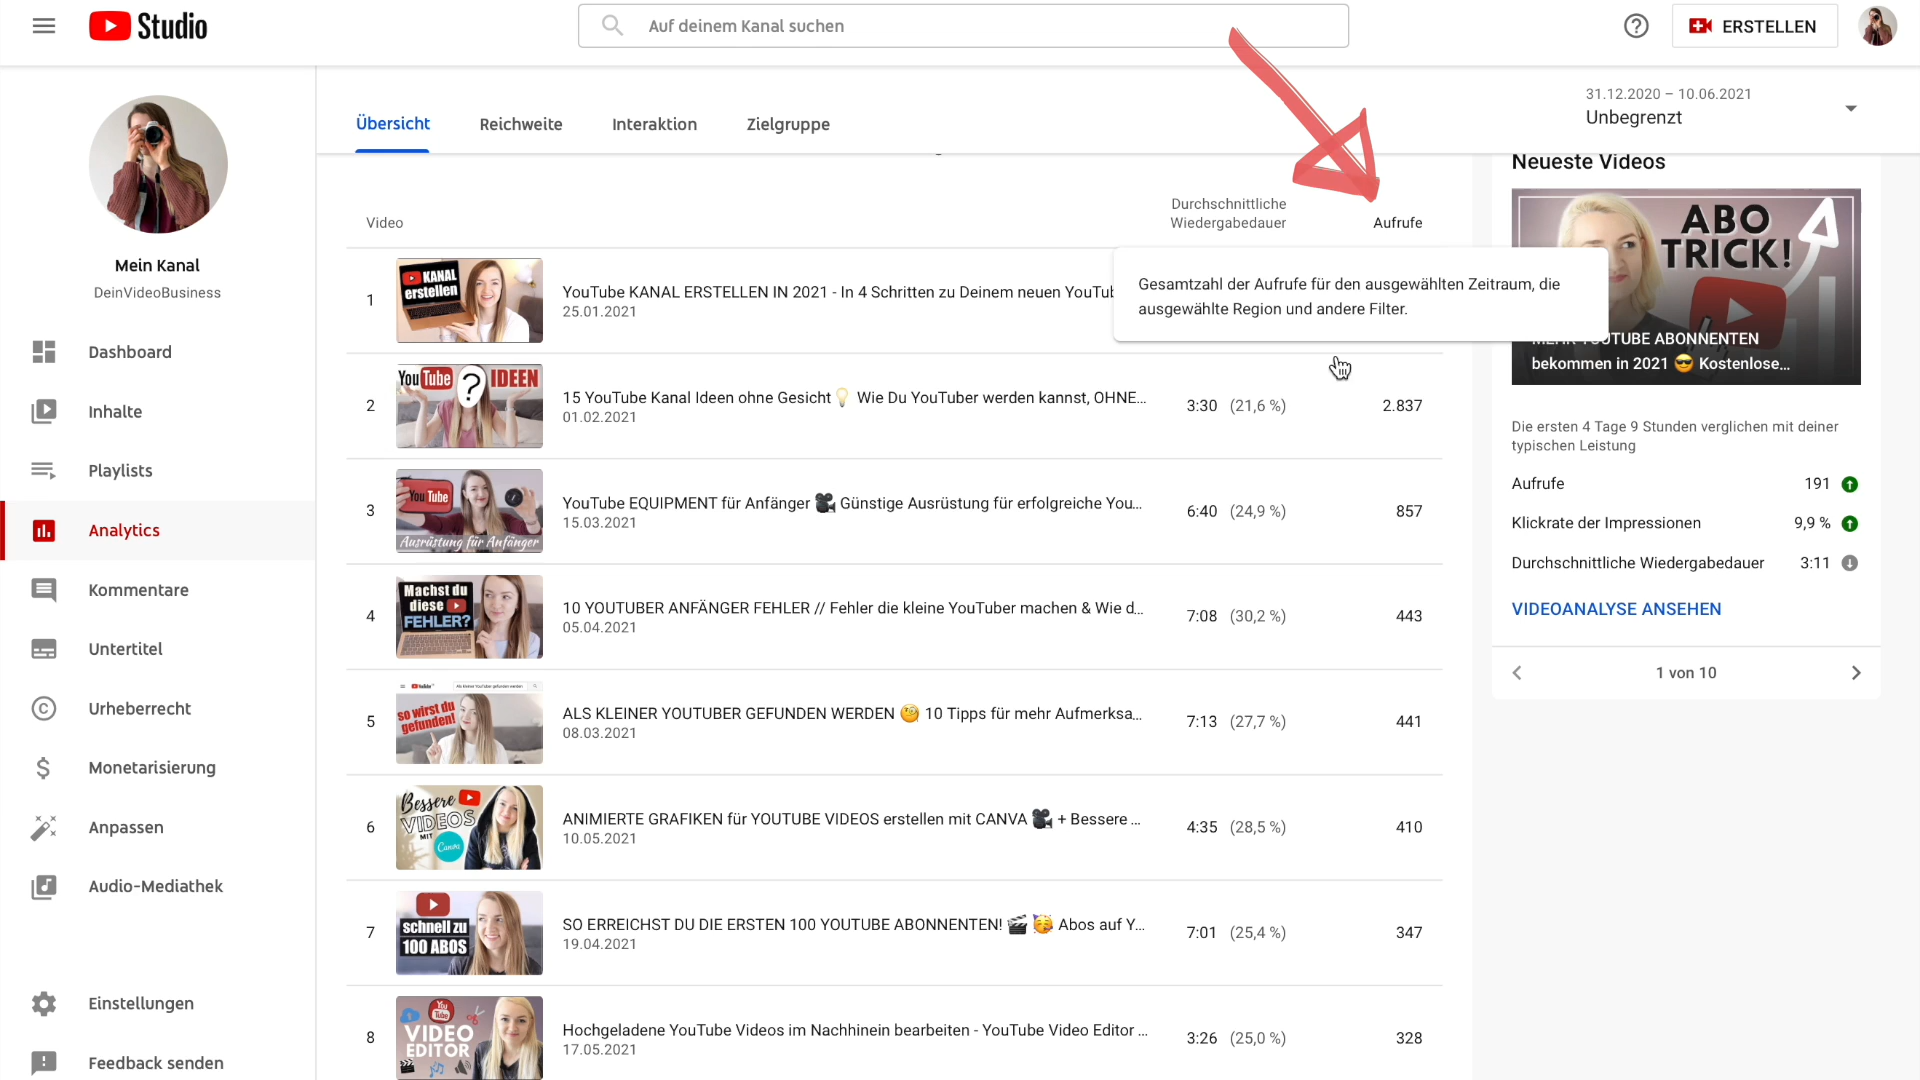 Studio
Auf deinem Kanal suchen
ERSTELLEN
Mein Kanal
DeinVideoBusiness
Dashboard
Inhalte
Playlists
Analytics
Kommentare
Untertitel
Urheberrecht
Monetarisierung
Anpassen
Audio-Mediathek
Einstellungen
Feedback senden
Übersicht
Reichweite
Interaktion
Zielgruppe
31.12.2020 – 10.06.2021
Unbegrenzt
Video
Durchschnittliche
Wiedergabedauer
Aufrufe
Gesamtzahl der Aufrufe für den ausgewählten Zeitraum, die
ausgewählte Region und andere Filter.
1
KANAL
erstellen
YouTube KANAL ERSTELLEN IN 2021 - In 4 Schritten zu Deinem neuen YouTub
25.01.2021
2
YouTube ? IDEEN
15 YouTube Kanal Ideen ohne Gesicht💡 Wie Du YouTuber werden kannst, OHNE...
01.02.2021
3:30 (21,6 %) 2.837
3
YouTube
Ausrüstung für Anfänger
YouTube EQUIPMENT für Anfänger 🎥 Günstige Ausrüstung für erfolgreiche You...
15.03.2021
6:40 (24,9 %) 857
4
Machst du
diese
FEHLER?
10 YOUTUBER ANFÄNGER FEHLER // Fehler die kleine YouTuber machen & Wie d...
05.04.2021
7:08 (30,2 %) 443
5
so wirst du
gefunden!
ALS KLEINER YOUTUBER GEFUNDEN WERDEN 🧐 10 Tipps für mehr Aufmerksa...
08.03.2021
7:13 (27,7 %) 441
6
Bessere
VIDEOS
MIT
Canva
ANIMIERTE GRAFIKEN für YOUTUBE VIDEOS erstellen mit CANVA 🎥 + Bessere ...
10.05.2021
4:35 (28,5 %) 410
7
schnell zu
100 ABOS
SO ERREICHST DU DIE ERSTEN 100 YOUTUBE ABONNENTEN! 🎬 🥳 Abos auf Y...
19.04.2021
7:01 (25,4 %) 347
8
You
Tube
VIDEO
EDITOR
Hochgeladene YouTube Videos im Nachhinein bearbeiten - YouTube Video Editor ...
17.05.2021
3:26 (25,0 %) 328
Neueste Videos
ABO
TRICK!
MEHR YOUTUBE ABONNENTEN
bekommen in 2021 😎 Kostenlose...
Die ersten 4 Tage 9 Stunden verglichen mit deiner
typischen Leistung
Aufrufe 191
Klickrate der Impressionen 9,9 %
Durchschnittliche Wiedergabedauer 3:11
VIDEOANALYSE ANSEHEN
1 von 10